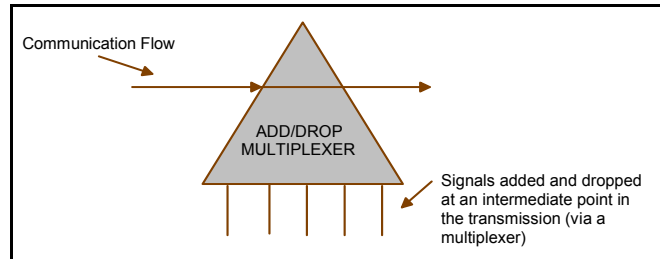 Communication Flow
ADD/DROP
MULTIPLEXER
Signals added and dropped
at an intermediate point in
the transmission (via a
multiplexer)